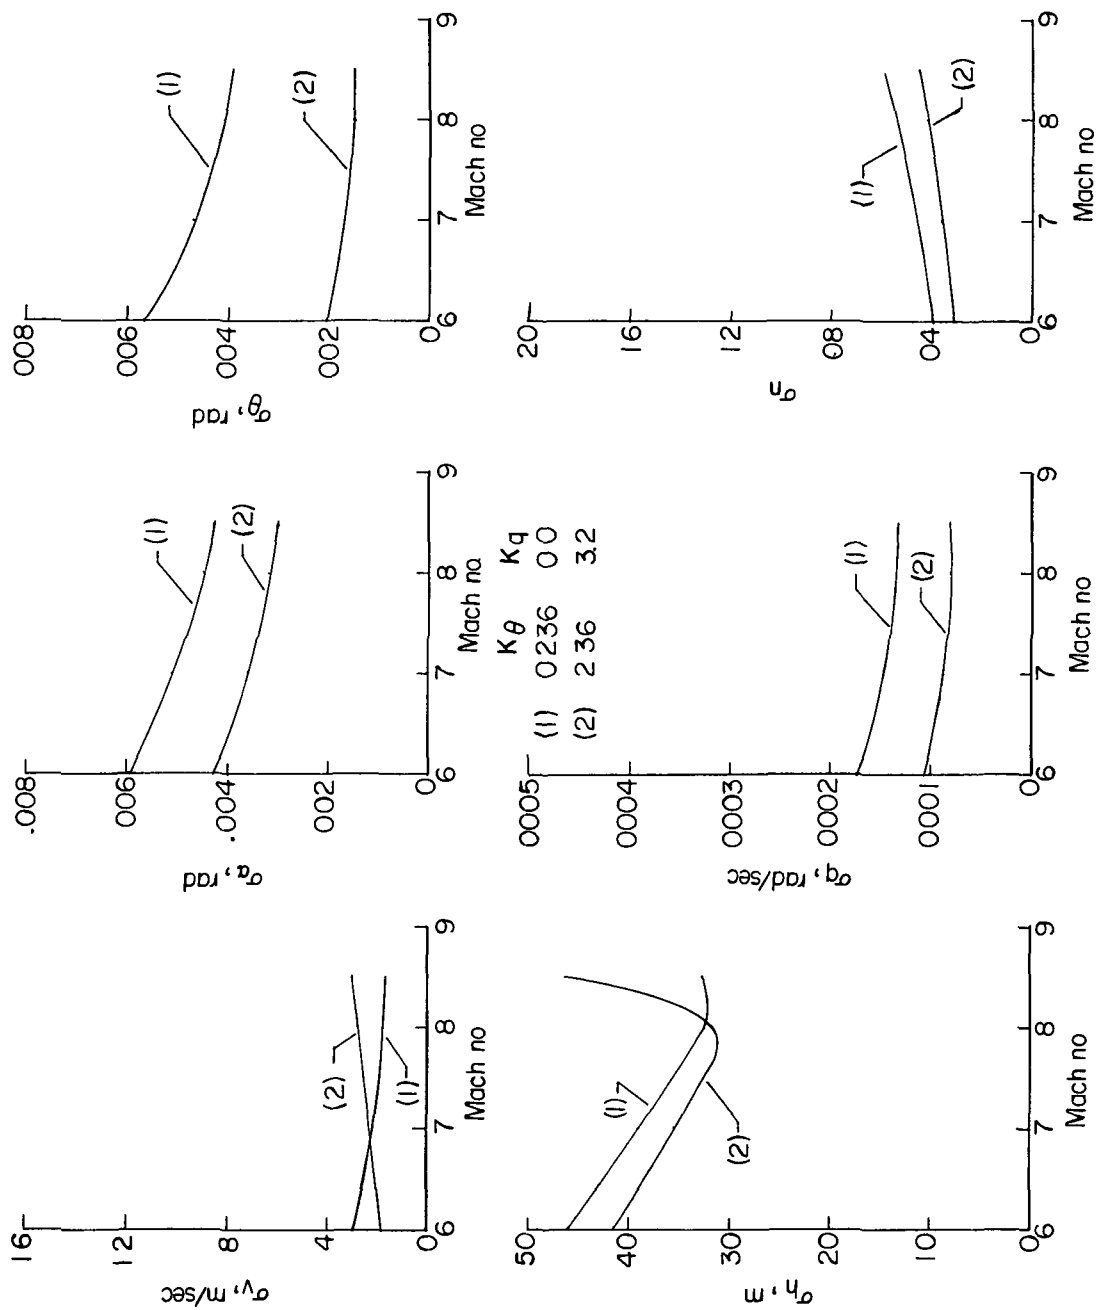 16
12
8
4
0
σv, m/sec
(2)
(1)
6 7 8 9
Mach no
.008
006
.004
002
0
σα, rad
(1)
(2)
6 7 8 9
Mach no
008
006
004
002
0
σθ, rad
(1)
(2)
6 7 8 9
Mach no
Kθ Kq
(1) 0236 00
(2) 236 3.2
50
40
30
20
10
0
σh, m
(1)
(2)
6 7 8 9
Mach no
0005
0004
0003
0002
0001
0
σq, rad/sec
(1)
(2)
6 7 8 9
Mach no
20
16
12
08
04
0
σn
(1)
(2)
6 7 8 9
Mach no